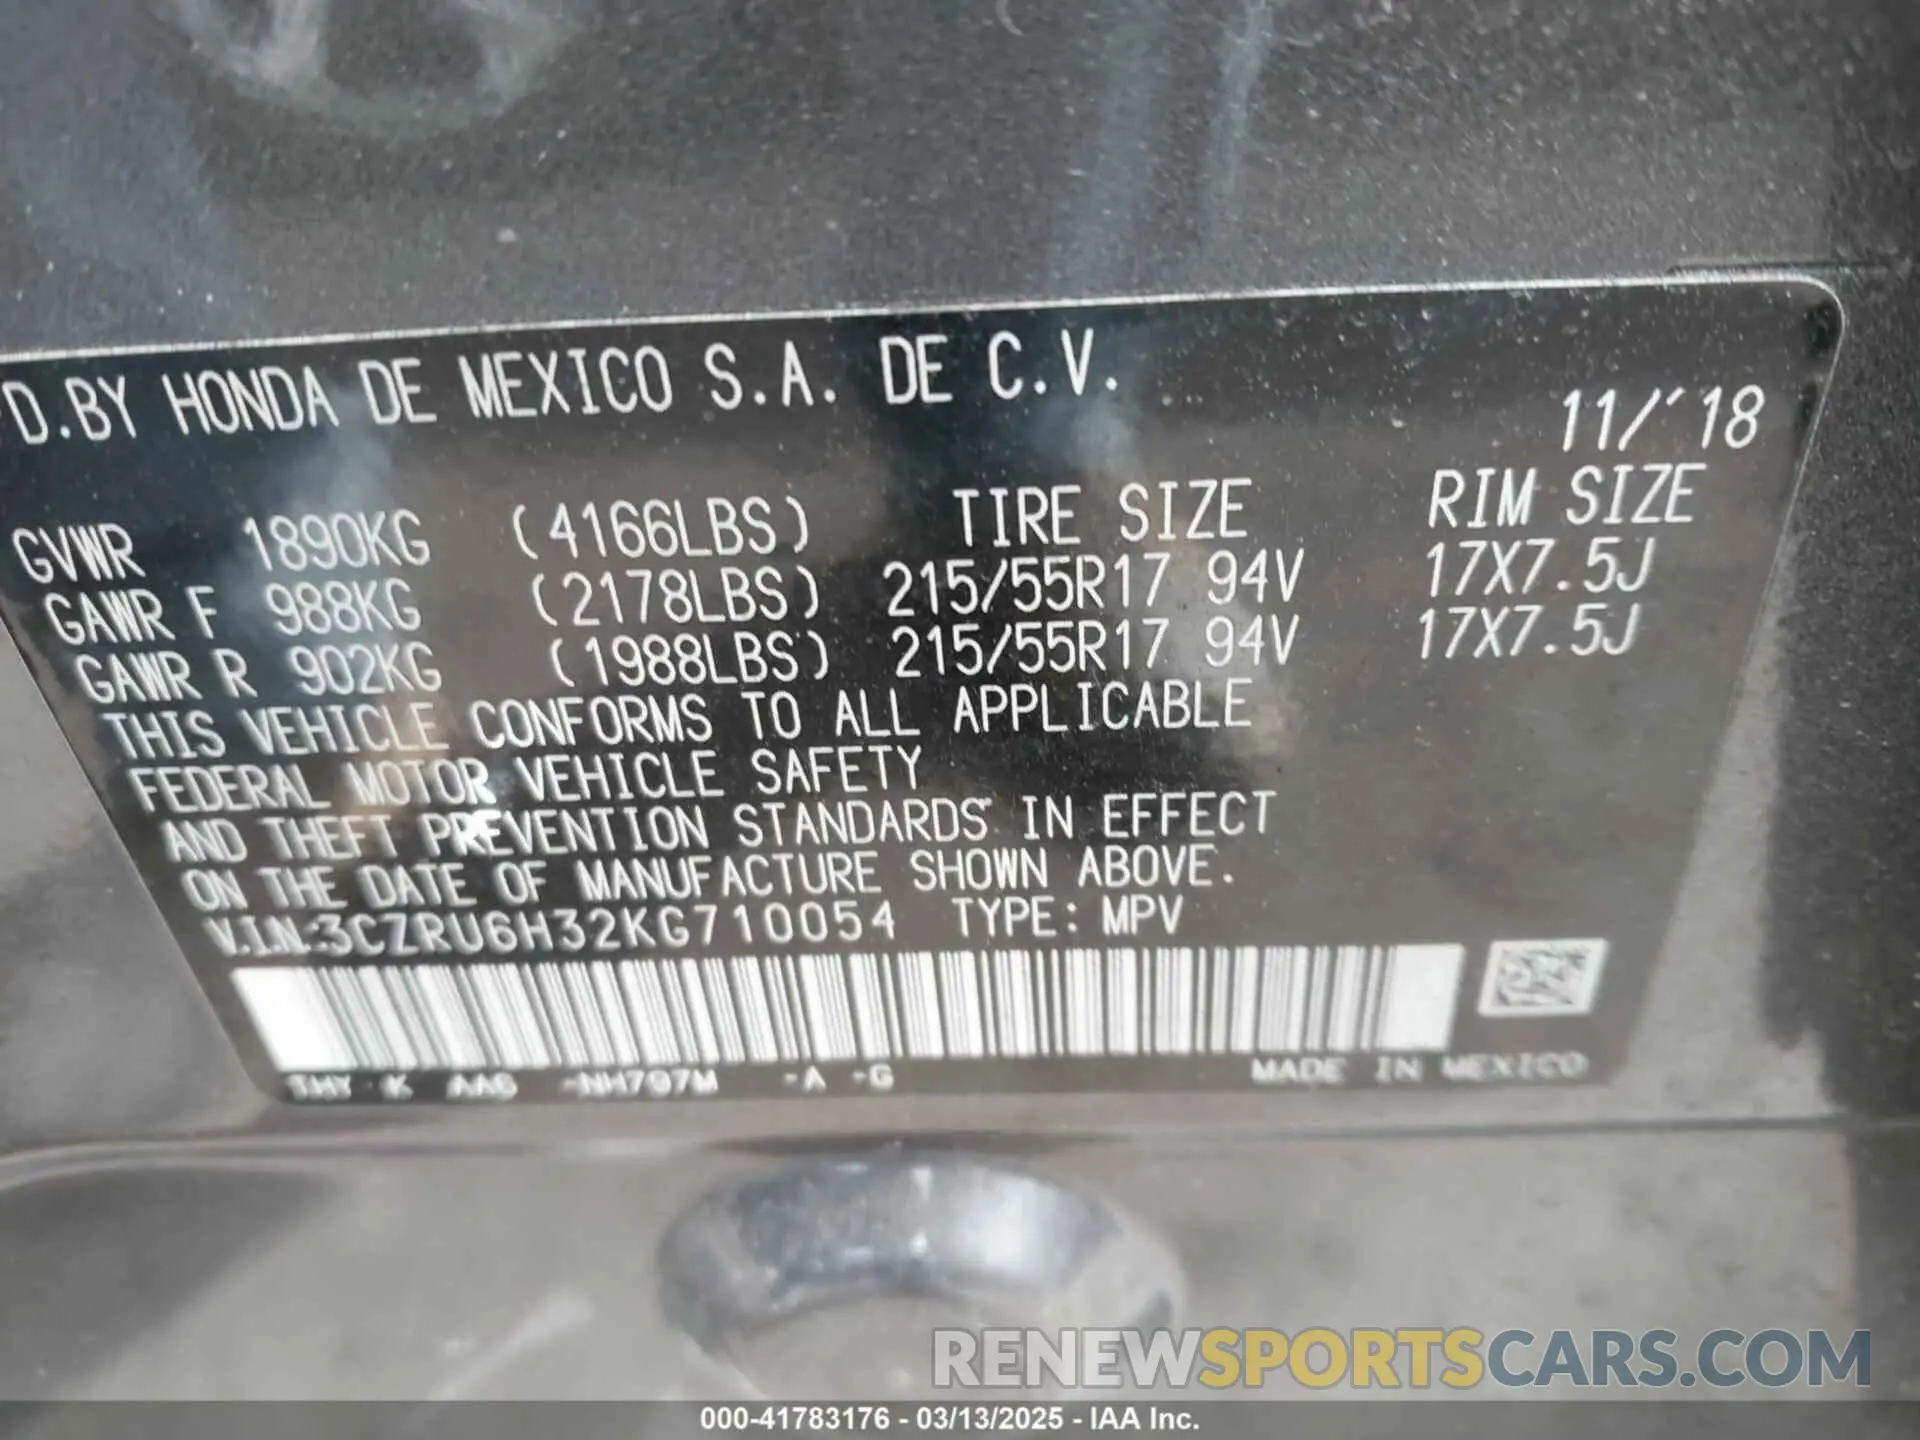 D.BY HONDA DE MEXICO S.A. DE C.V.
11/'18
GVWR 1890KG (4166LBS) TIRE SIZE RIM SIZE
GAWR F 988KG (2178LBS) 215/55R17 94V 17X7.5J
GAWR R 902KG (1988LBS) 215/55R17 94V 17X7.5J
THIS VEHICLE CONFORMS TO ALL APPLICABLE
FEDERAL MOTOR VEHICLE SAFETY
AND THEFT PREVENTION STANDARDS IN EFFECT
ON THE DATE OF MANUFACTURE SHOWN ABOVE.
V.I.N.:3CZRU6H32KG710054 TYPE: MPV
THY K AAS -NH797M -A -G MADE IN MEXICO
RENEWSPORTSCARS.COM
000-41783176 - 03/13/2025 - IAA Inc.